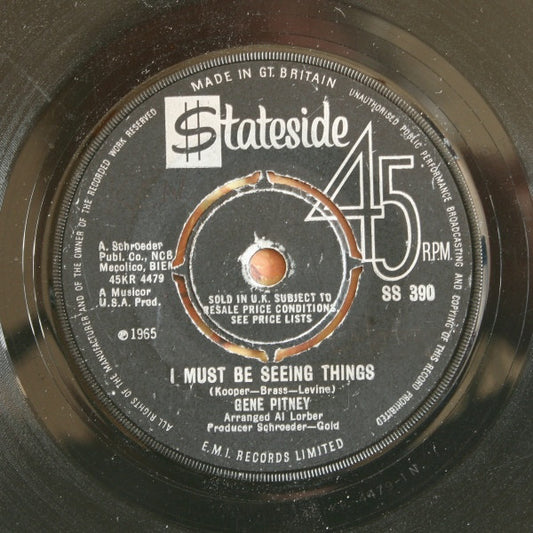 MADE IN GT. BRITAIN
UNAUTHORISED PUBLIC PERFORMANCE BROADCASTING AND COPYING OF THIS RECORD PROHIBITED
ALL RIGHTS OF THE MANUFACTURER AND OF THE OWNER OF THE RECORDED WORK RESERVED
$tateside
45
R.P.M.
SS 390
A. Schroeder
Publ. Co., NCB
Mecolico, BIEM
45KR 4479
A Musicor
U.S.A. Prod.
℗ 1965
SOLD IN U.K. SUBJECT TO
RESALE PRICE CONDITIONS,
SEE PRICE LISTS
I MUST BE SEEING THINGS
(Kooper—Brass—Levine)
GENE PITNEY
Arranged Al Lorber
Producer Schroeder—Gold
E.M.I. RECORDS LIMITED